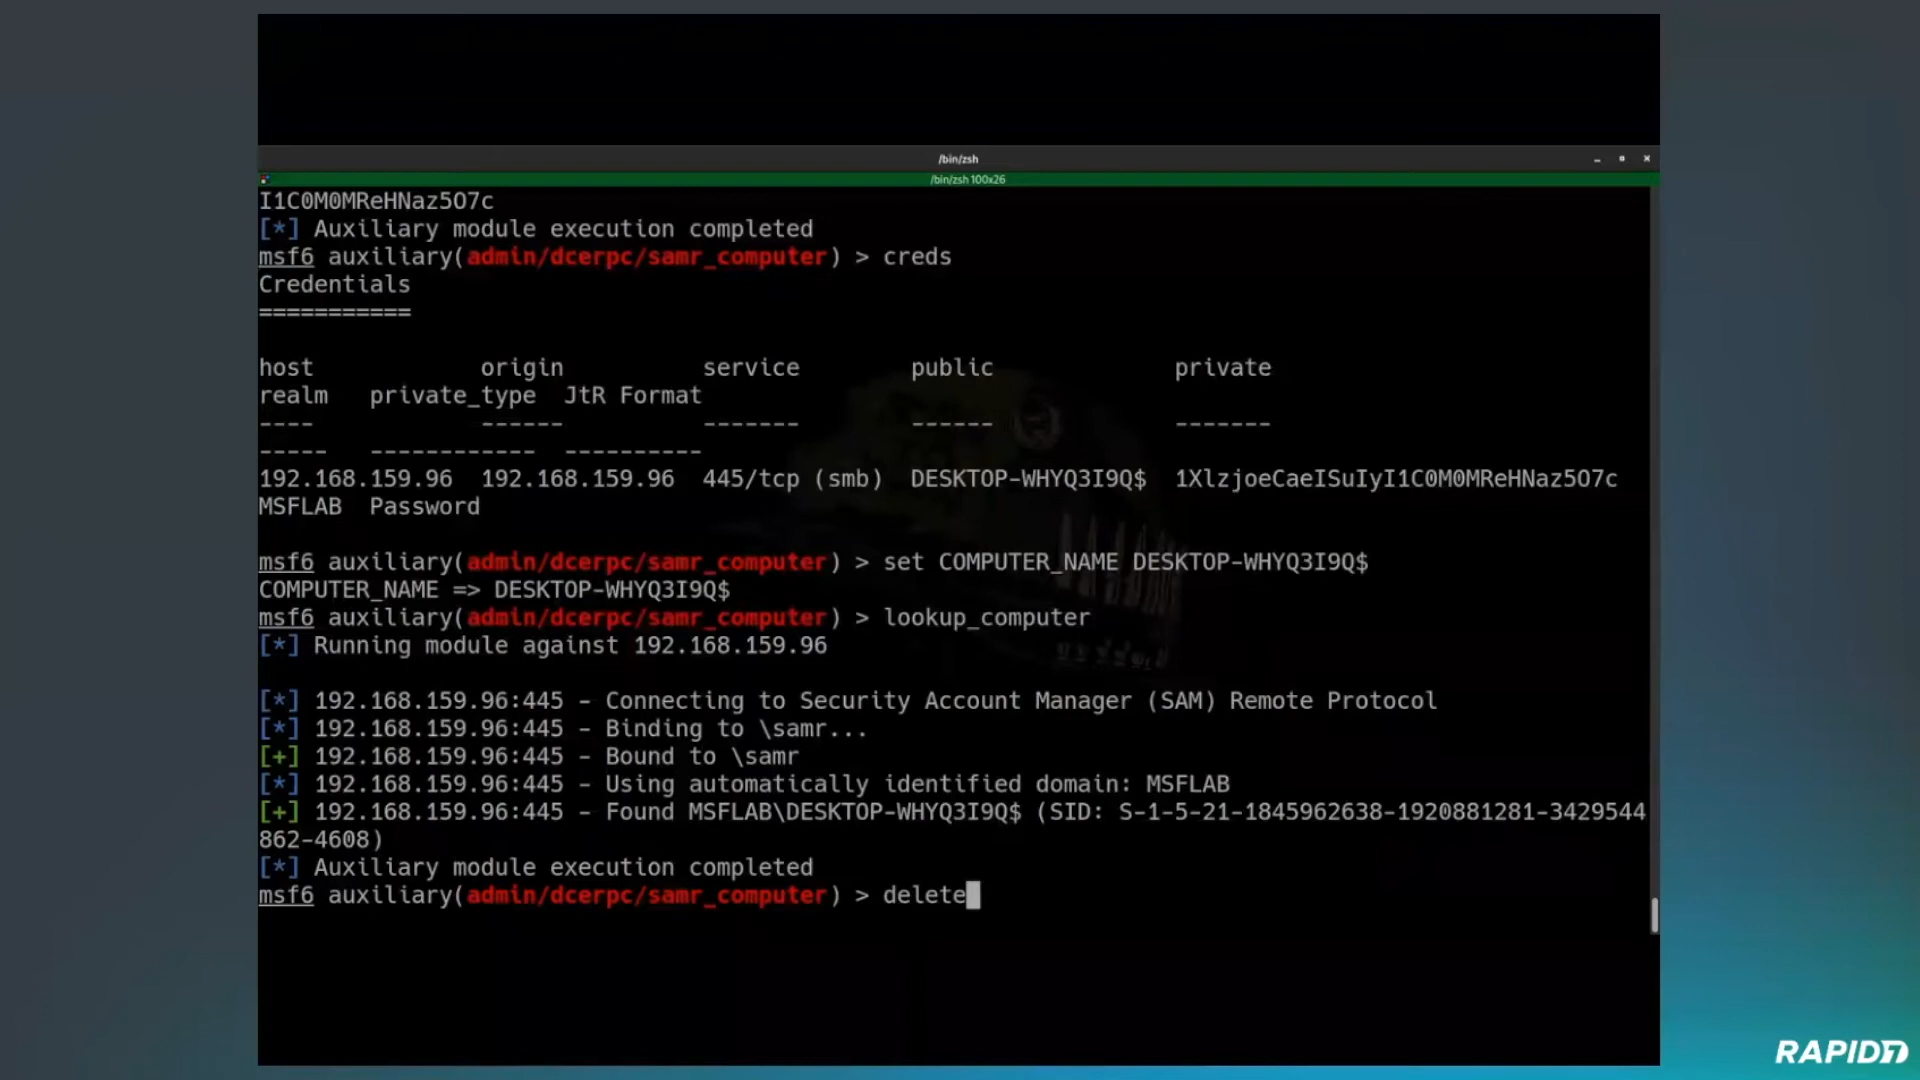 /bin/zsh
/bin/zsh 100x26
I1C0M0MReHNaz5O7c
[*] Auxiliary module execution completed
msf6 auxiliary(admin/dcerpc/samr_computer) > creds
Credentials
===========
host origin service public private
realm private_type JtR Format
---- ------ ------- ------ -------
----- ------------ ----------
192.168.159.96 192.168.159.96 445/tcp (smb) DESKTOP-WHYQ3I9Q$ 1XlzjoeCaeISuIyI1C0M0MReHNaz5O7c
MSFLAB Password
msf6 auxiliary(admin/dcerpc/samr_computer) > set COMPUTER_NAME DESKTOP-WHYQ3I9Q$
COMPUTER_NAME => DESKTOP-WHYQ3I9Q$
msf6 auxiliary(admin/dcerpc/samr_computer) > lookup_computer
[*] Running module against 192.168.159.96
[*] 192.168.159.96:445 - Connecting to Security Account Manager (SAM) Remote Protocol
[*] 192.168.159.96:445 - Binding to \samr...
[+] 192.168.159.96:445 - Bound to \samr
[*] 192.168.159.96:445 - Using automatically identified domain: MSFLAB
[+] 192.168.159.96:445 - Found MSFLAB\DESKTOP-WHYQ3I9Q$ (SID: S-1-5-21-1845962638-1920881281-3429544
862-4608)
[*] Auxiliary module execution completed
msf6 auxiliary(admin/dcerpc/samr_computer) > delete
RAPID7